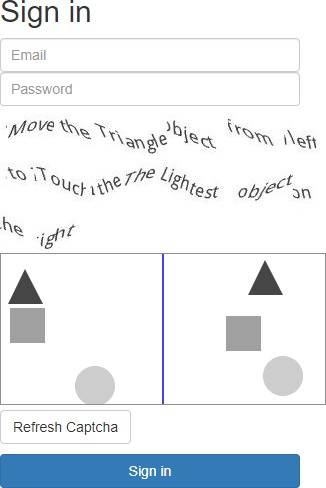 Sign in
Email
Password
Move the Triangle object from left
to Touch the The Lightest object on
the right
Refresh Captcha
Sign in